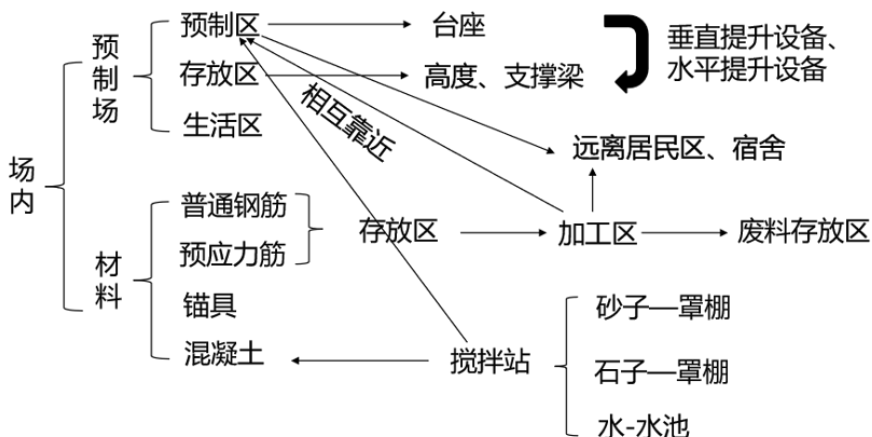 场内
预制场
预制区
台座
存放区
高度、支撑梁
生活区
垂直提升设备、
水平提升设备
相互靠近
远离居民区、宿舍
材料
普通钢筋
预应力筋
存放区
加工区
废料存放区
锚具
混凝土
搅拌站
砂子—罩棚
石子—罩棚
水-水池